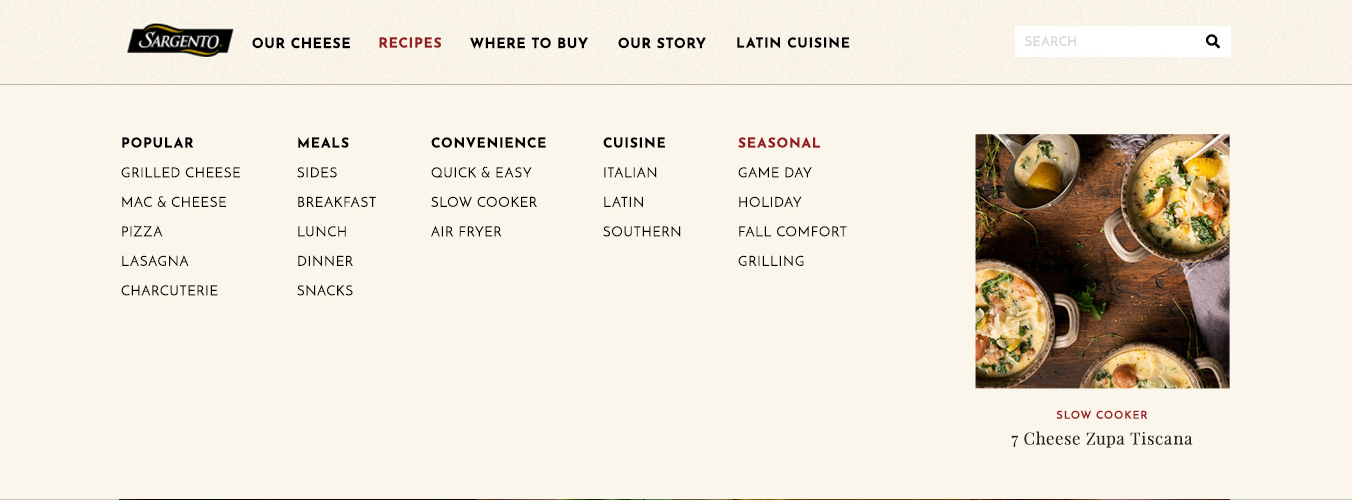 SARGENTO
OUR CHEESE
RECIPES
WHERE TO BUY
OUR STORY
LATIN CUISINE
SEARCH
POPULAR
GRILLED CHEESE
MAC & CHEESE
PIZZA
LASAGNA
CHARCUTERIE
MEALS
SIDES
BREAKFAST
LUNCH
DINNER
SNACKS
CONVENIENCE
QUICK & EASY
SLOW COOKER
AIR FRYER
CUISINE
ITALIAN
LATIN
SOUTHERN
SEASONAL
GAME DAY
HOLIDAY
FALL COMFORT
GRILLING
SLOW COOKER
7 Cheese Zupa Tiscana